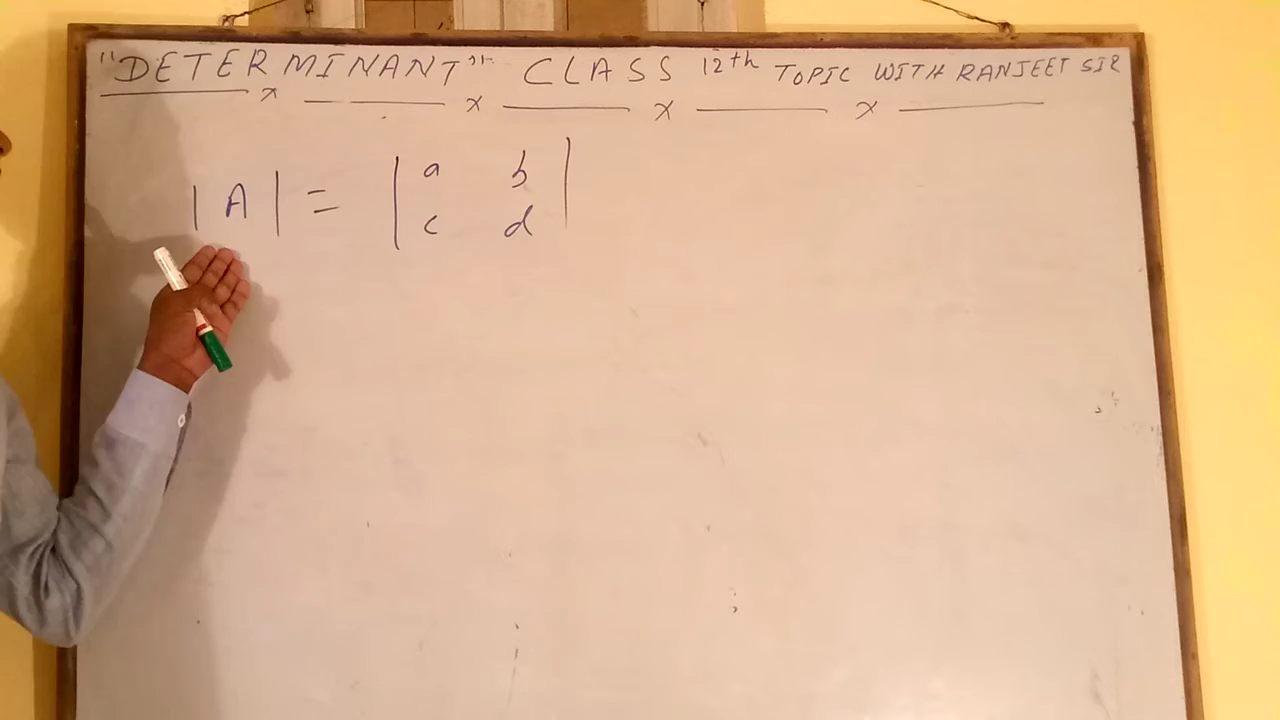 "DETERMINANT" CLASS 12th TOPIC WITH RANJEET SIR
|A| = | a b |
| c d |